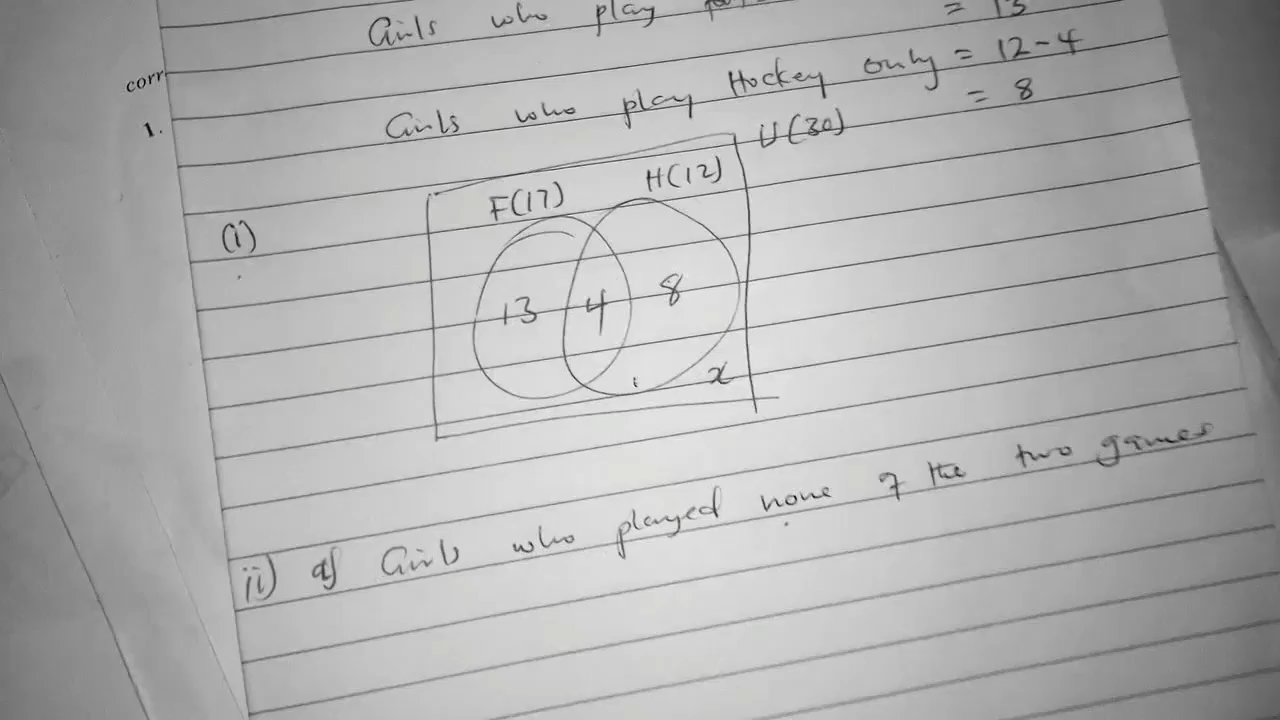 Girls who play
= 13
corr
Girls who play Hockey only = 12-4
= 8
1.
U(30)
F(17) H(12)
(i)
13 4 8
x
ii) a) Girls who played none of the two games